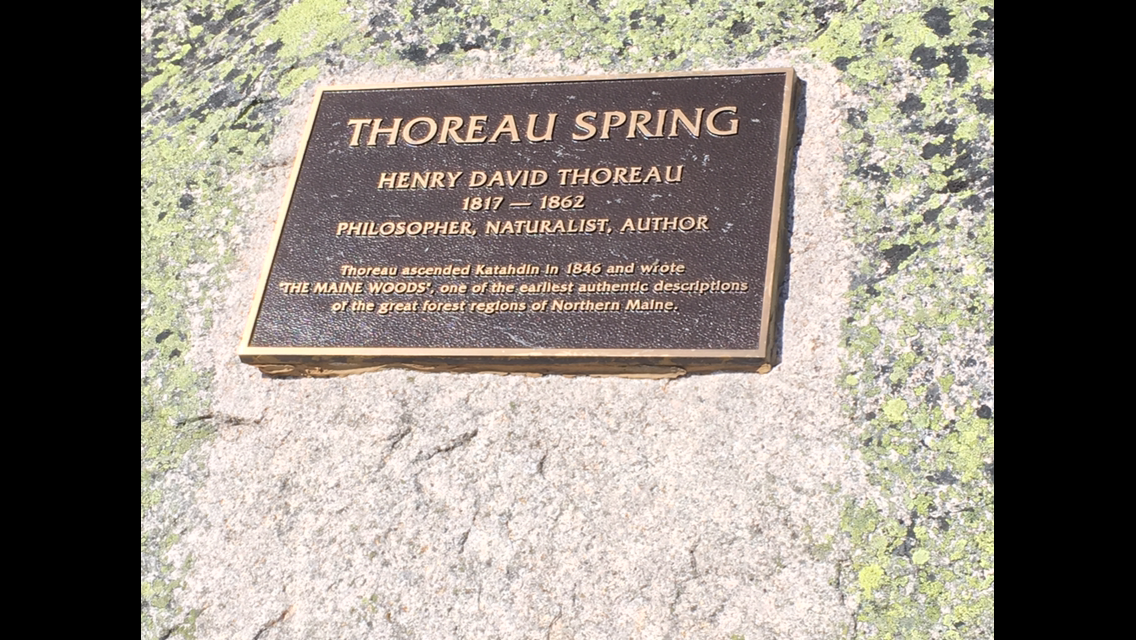 THOREAU SPRING
HENRY DAVID THOREAU
1817 — 1862
PHILOSOPHER, NATURALIST, AUTHOR
Thoreau ascended Katahdin in 1846 and wrote
"THE MAINE WOODS", one of the earliest authentic descriptions
of the great forest regions of Northern Maine.